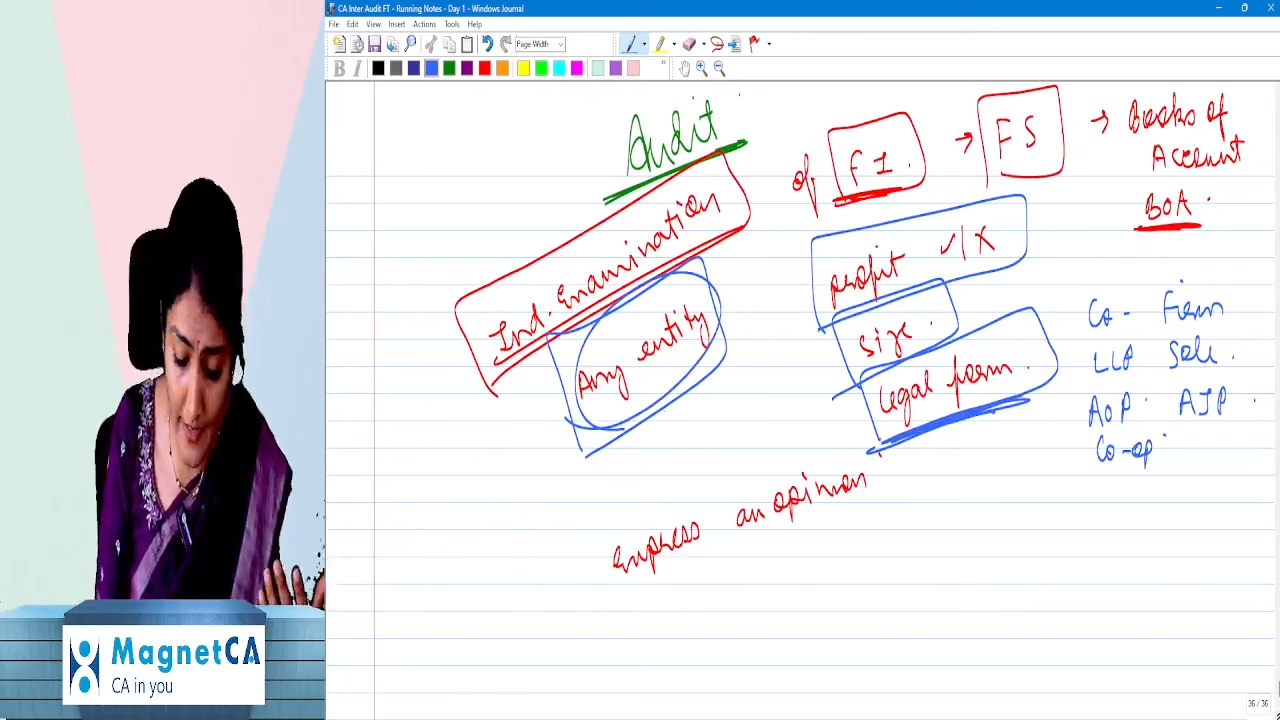 CA Inter Audit FT - Running Notes - Day 1 - Windows Journal
File Edit View Insert Actions Tools Help
Page Width
B I
Audit
of FI. → FS → Books of
Account
BOA.
Ind. Examination
profit ✓/X
Any entity
size.
legal form.
Co- Firm
LLP Sole.
AOP. AJP.
Co-op
Express an opinion
MagnetCA
CA in you
36 / 36